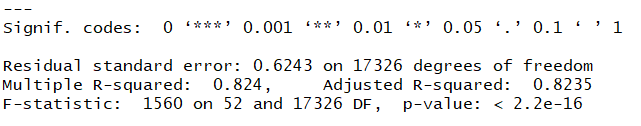 ---
Signif. codes:  0 ‘***’ 0.001 ‘**’ 0.01 ‘*’ 0.05 ‘.’ 0.1 ‘ ’ 1
Residual standard error: 0.6243 on 17326 degrees of freedom
Multiple R-squared:  0.824,     Adjusted R-squared:  0.8235
F-statistic:  1560 on 52 and 17326 DF,  p-value: < 2.2e-16